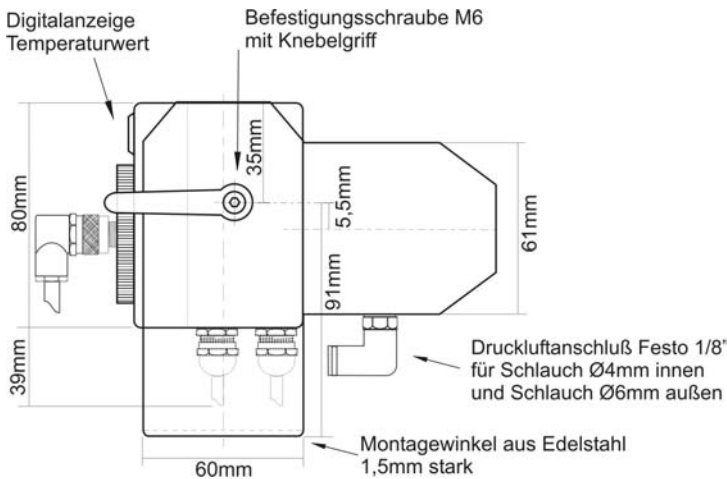 Digitalanzeige
Temperaturwert
Befestigungsschraube M6
mit Knebelgriff
35mm
80mm
5,5mm
61mm
91mm
39mm
Druckluftanschluß Festo 1/8"
für Schlauch Ø4mm innen
und Schlauch Ø6mm außen
Montagewinkel aus Edelstahl
1,5mm stark
60mm